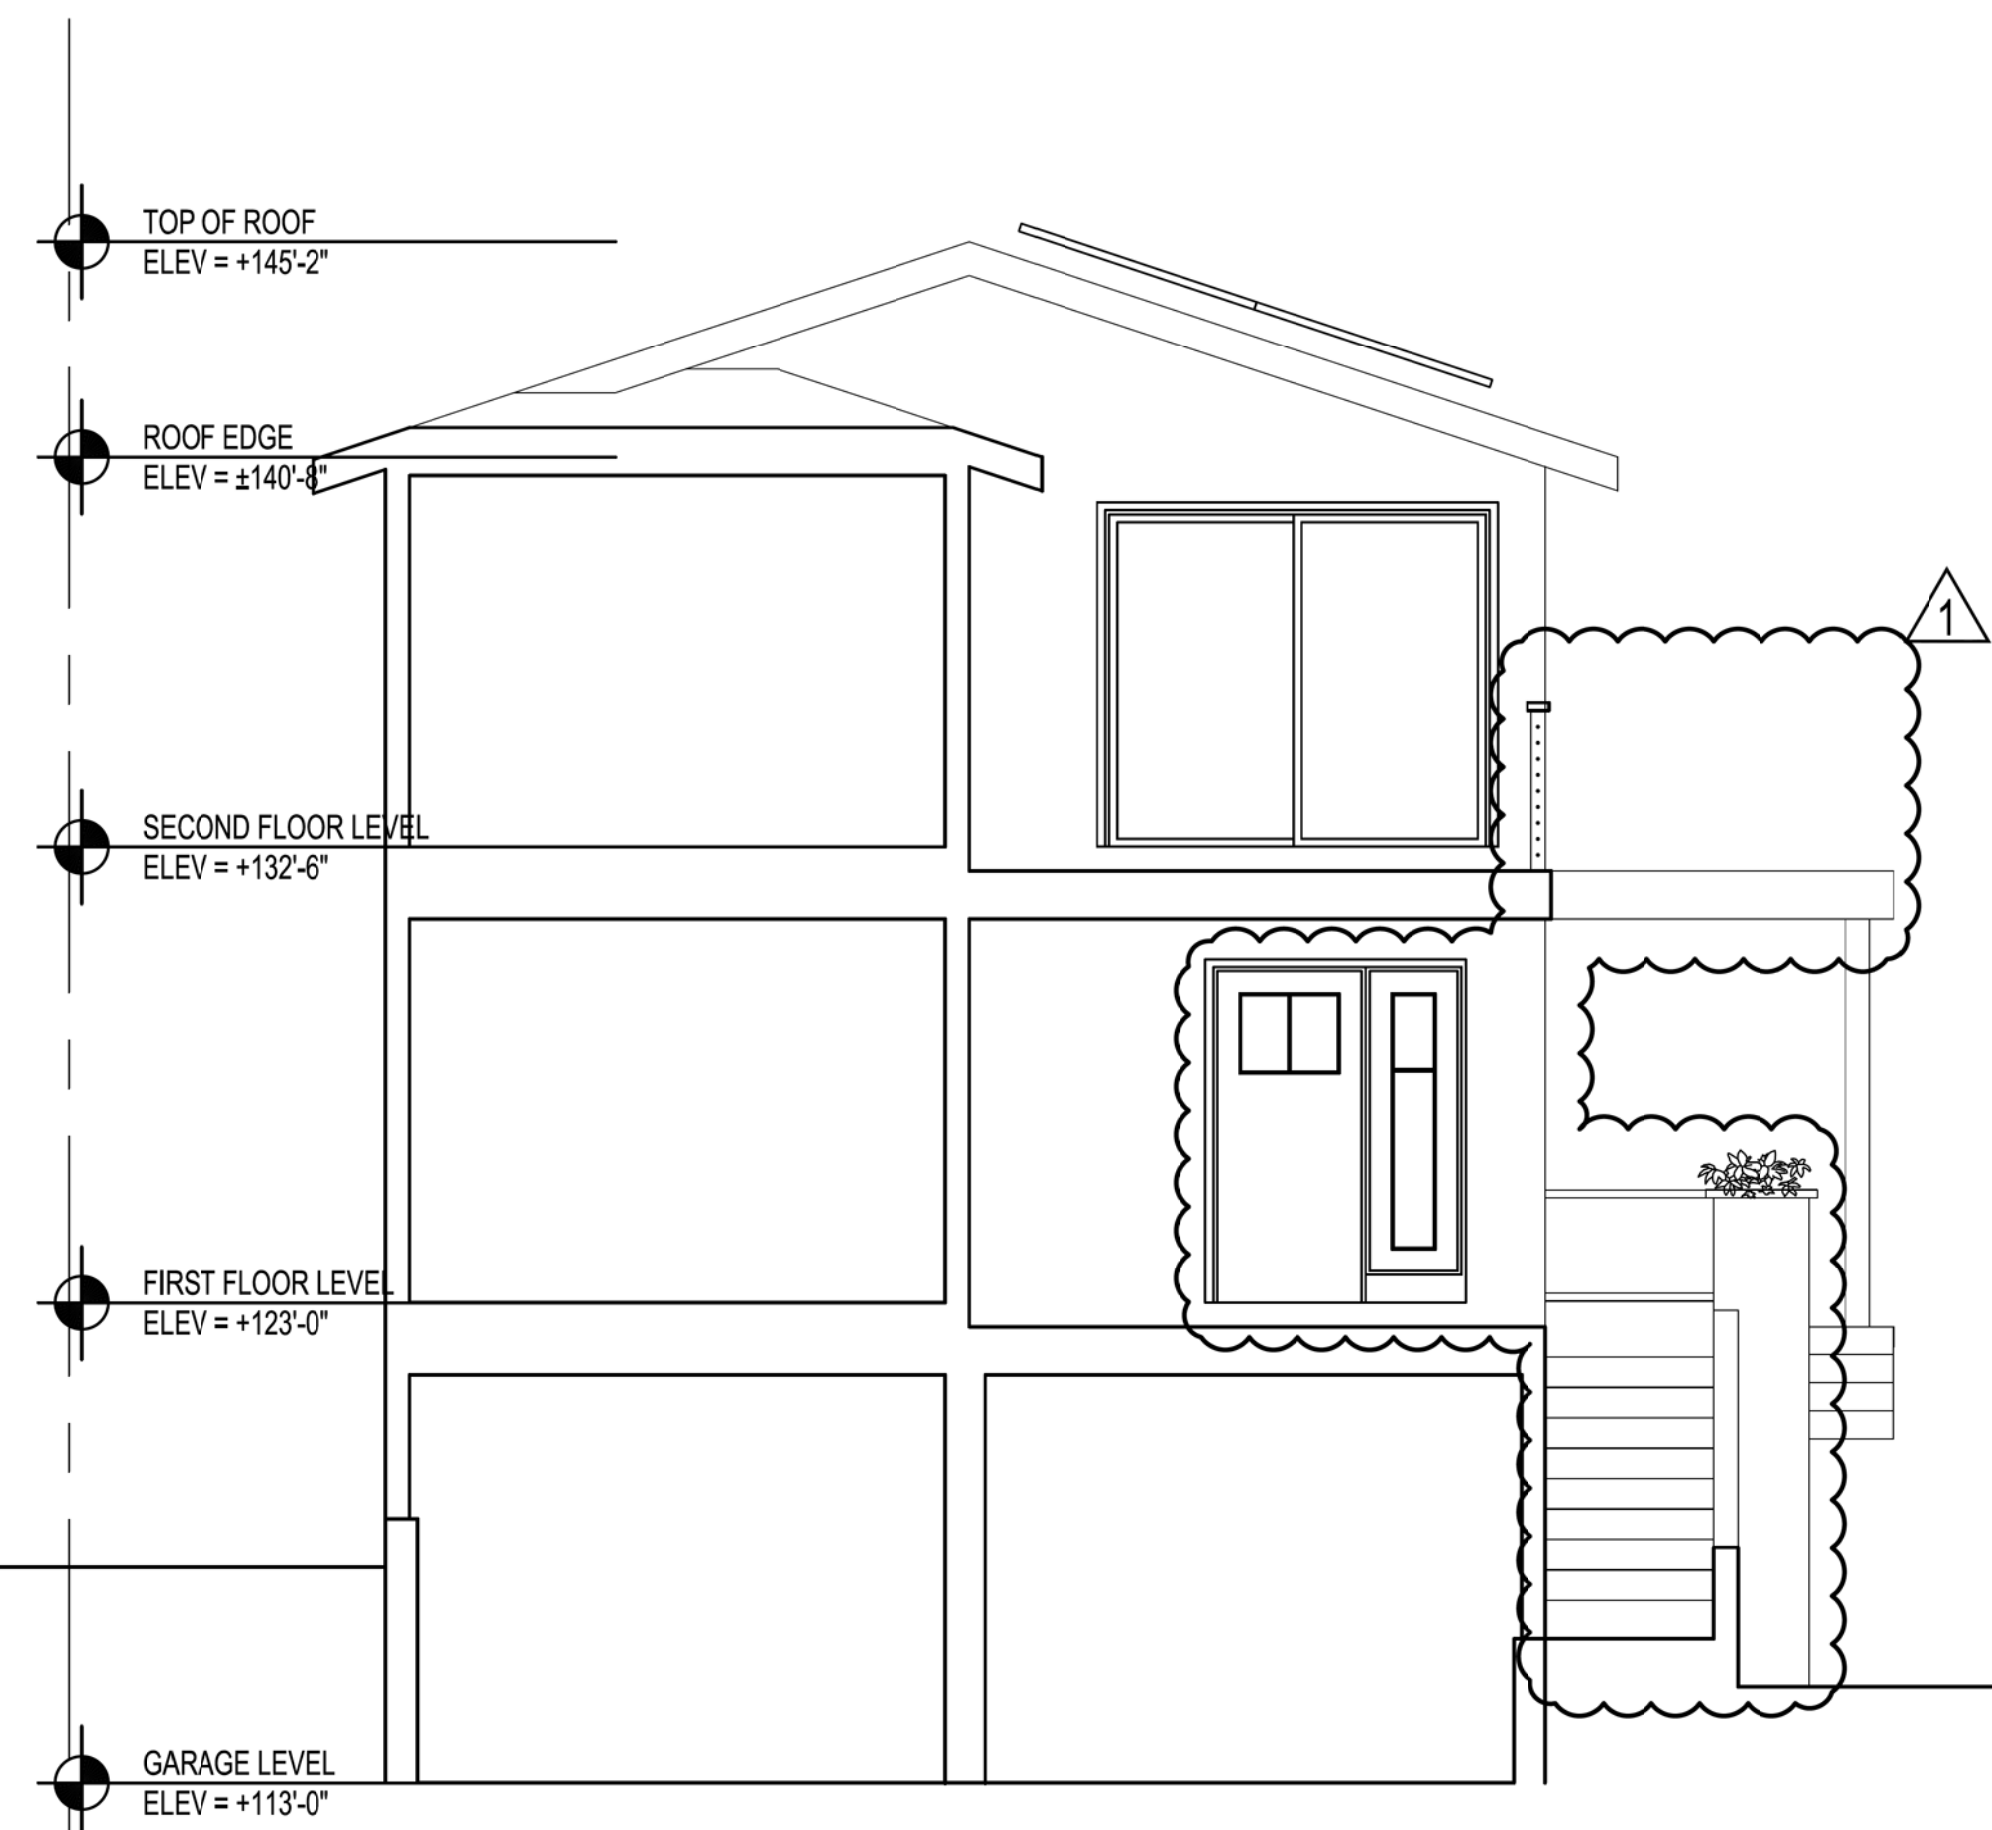 TOP OF ROOF
ELEV = +145'-2"
ROOF EDGE
ELEV = ±140'-8"
1
SECOND FLOOR LEVEL
ELEV = +132'-6"
FIRST FLOOR LEVEL
ELEV = +123'-0"
GARAGE LEVEL
ELEV = +113'-0"